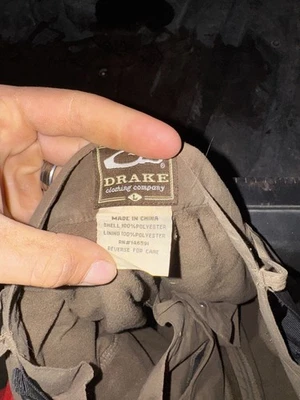 DRAKE
clothing company
L
MADE IN CHINA
SHELL 100%POLYESTER
LINING 100%POLYESTER
REVERSE FOR CARE